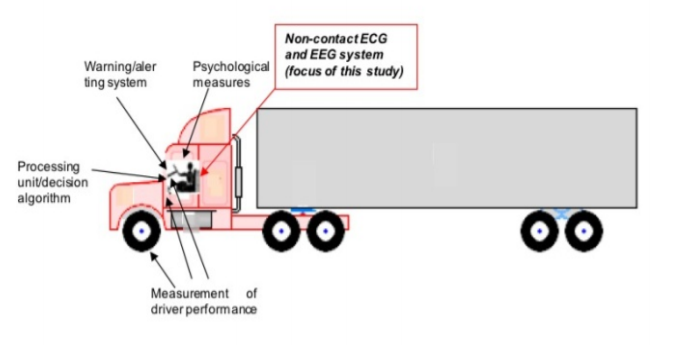 Non-contact ECG
and EEG system
(focus of this study)
Warning/aler
ting system
Psychological
measures
Processing
unit/decision
algorithm
Measurement of
driver performance